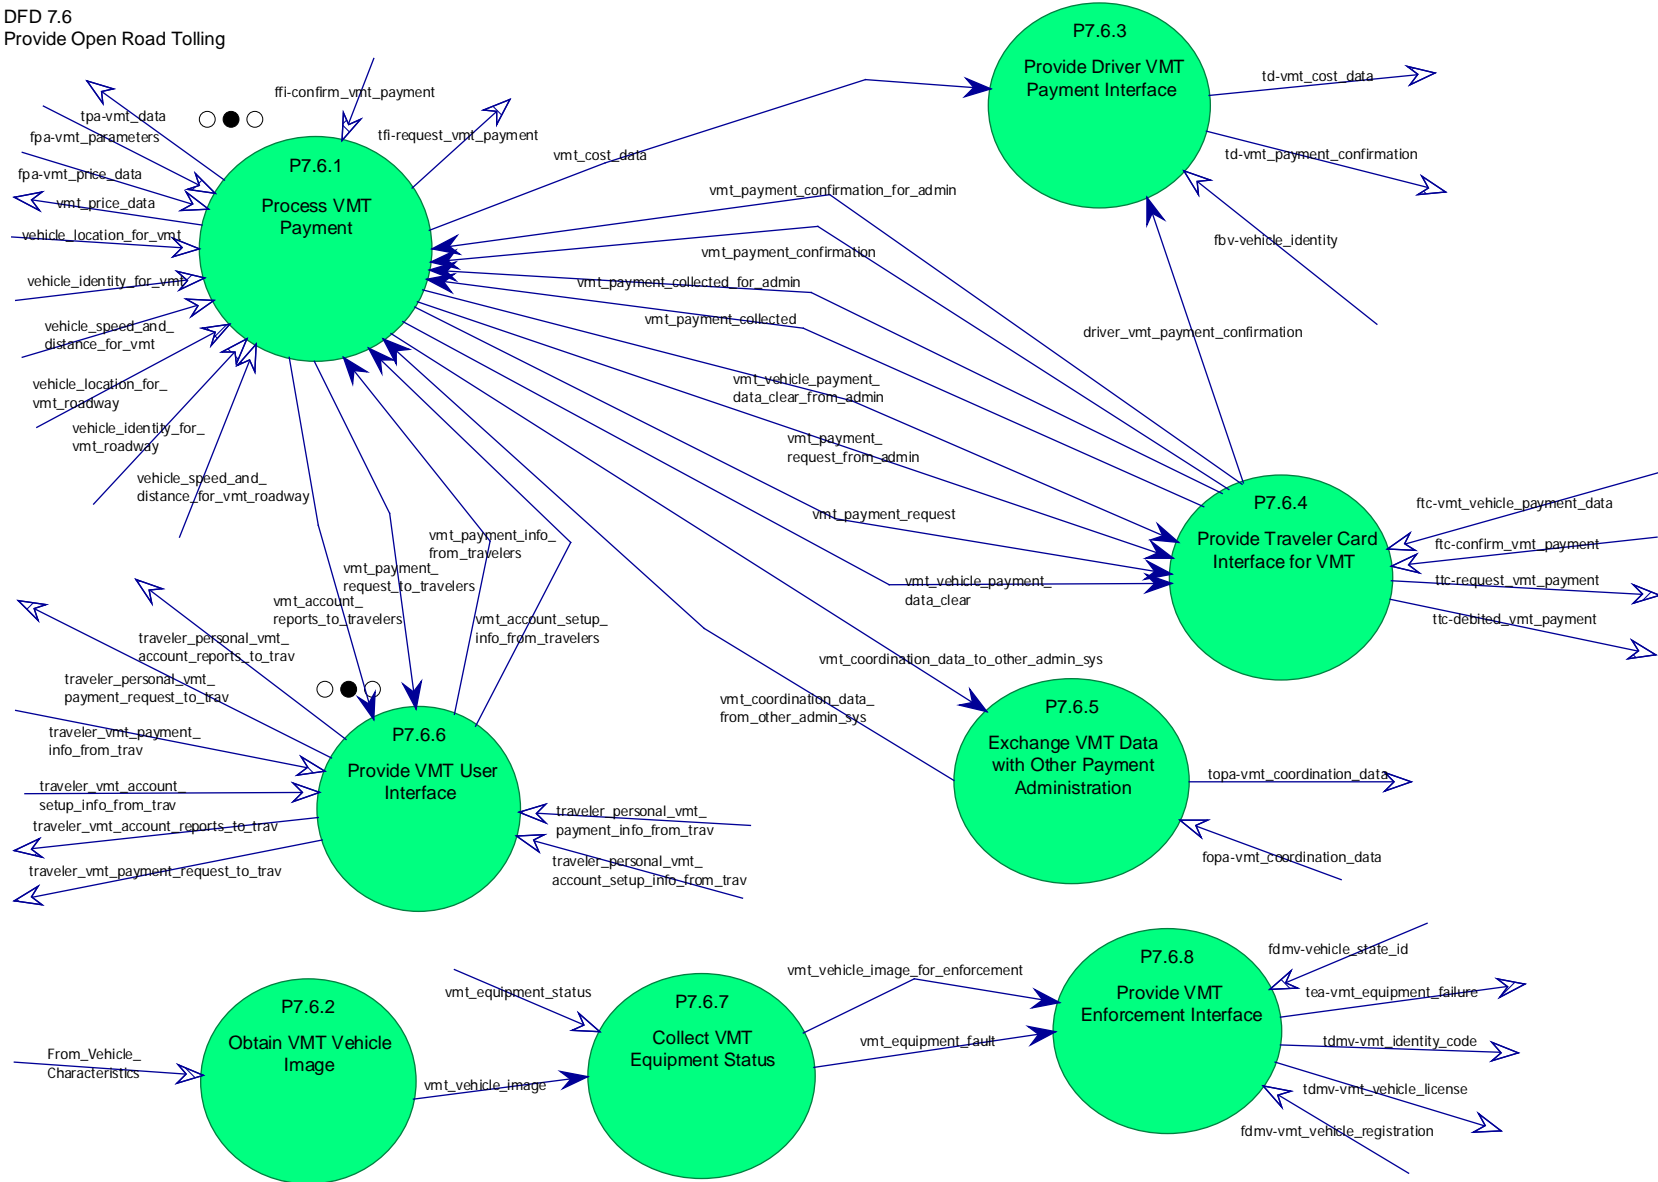 DFD 7.6
Provide Open Road Tolling
tpa-vmt_data
fpa-vmt_parameters
fpa-vmt_price_data
vmt_price_data
vehicle_location_for_vmt
vehicle_identity_for_vmt
vehicle_speed_and_
distance_for_vmt
vehicle_location_for_
vmt_roadway
vehicle_identity_for_
vmt_roadway
vehicle_speed_and_
distance_for_vmt_roadway
ffi-confirm_vmt_payment
tfi-request_vmt_payment
P7.6.1
Process VMT
Payment
vmt_cost_data
P7.6.3
Provide Driver VMT
Payment Interface
td-vmt_cost_data
td-vmt_payment_confirmation
fbv-vehicle_identity
driver_vmt_payment_confirmation
vmt_payment_confirmation_for_admin
vmt_payment_confirmation
vmt_payment_collected_for_admin
vmt_payment_collected
vmt_vehicle_payment_
data_clear_from_admin
vmt_payment_
request_from_admin
vmt_payment_request
vmt_vehicle_payment_
data_clear
P7.6.4
Provide Traveler Card
Interface for VMT
ftc-vmt_vehicle_payment_data
ftc-confirm_vmt_payment
ttc-request_vmt_payment
ttc-debited_vmt_payment
vmt_payment_info_
from_travelers
vmt_payment_
request_to_travelers
vmt_account_
reports_to_travelers
vmt_account_setup_
info_from_travelers
vmt_coordination_data_to_other_admin_sys
vmt_coordination_data_
from_other_admin_sys
P7.6.5
Exchange VMT Data
with Other Payment
Administration
topa-vmt_coordination_data
fopa-vmt_coordination_data
traveler_personal_vmt_
account_reports_to_trav
traveler_personal_vmt_
payment_request_to_trav
traveler_vmt_payment_
info_from_trav
traveler_vmt_account_
setup_info_from_trav
traveler_vmt_account_reports_to_trav
traveler_vmt_payment_request_to_trav
P7.6.6
Provide VMT User
Interface
traveler_personal_vmt_
payment_info_from_trav
traveler_personal_vmt_
account_setup_info_from_trav
From_Vehicle_
Characteristics
P7.6.2
Obtain VMT Vehicle
Image
vmt_vehicle_image
vmt_equipment_status
P7.6.7
Collect VMT
Equipment Status
vmt_vehicle_image_for_enforcement
vmt_equipment_fault
P7.6.8
Provide VMT
Enforcement Interface
fdmv-vehicle_state_id
tea-vmt_equipment_failure
tdmv-vmt_identity_code
tdmv-vmt_vehicle_license
fdmv-vmt_vehicle_registration